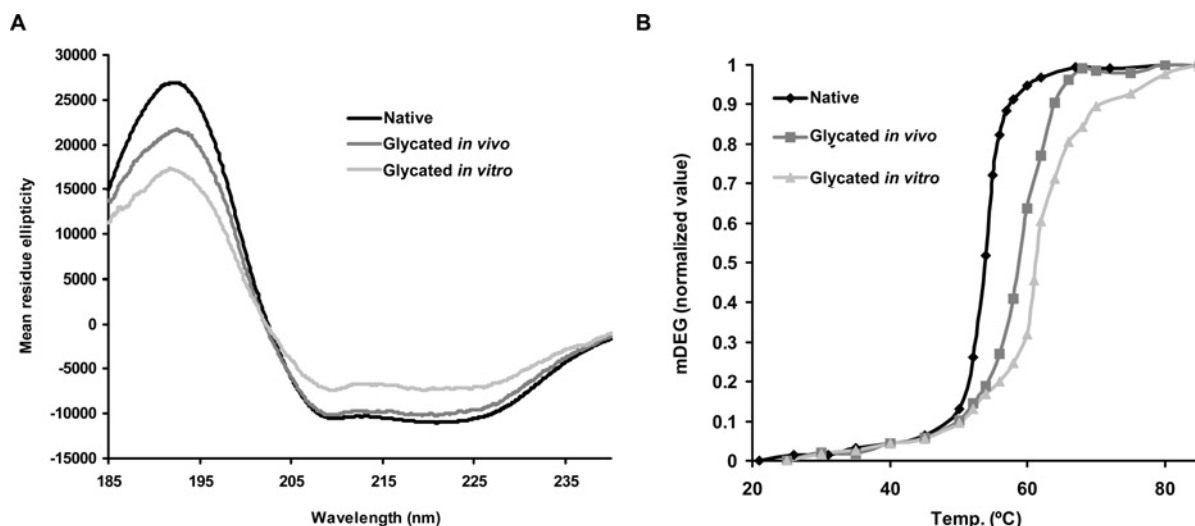 A
Mean residue ellipticity
30000
25000
20000
15000
10000
5000
0
-5000
-10000
-15000
185 195 205 215 225 235
Wavelength (nm)
Native
Glycated in vivo
Glycated in vitro
B
mDEG (normalized value)
1
0.9
0.8
0.7
0.6
0.5
0.4
0.3
0.2
0.1
0
20 40 60 80
Temp. (ºC)
Native
Glycated in vivo
Glycated in vitro